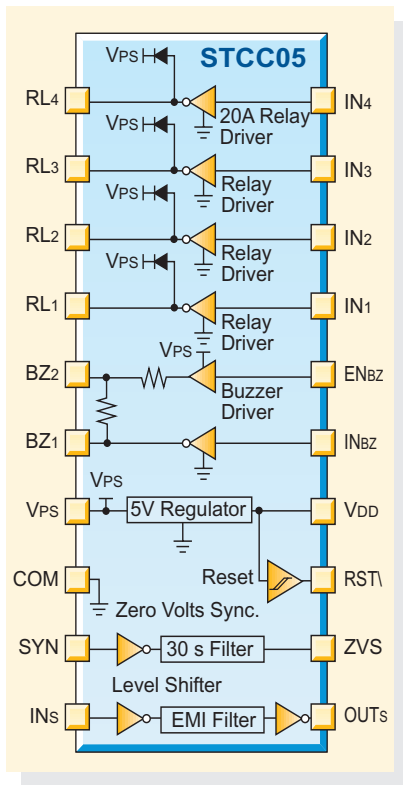 STCC05
VPS
RL4
IN4
20A Relay
Driver
VPS
RL3
IN3
Relay
Driver
VPS
RL2
IN2
Relay
Driver
VPS
RL1
IN1
Relay
Driver
VPS
BZ2
ENBZ
Buzzer
Driver
BZ1
INBZ
VPS
VPS
5V Regulator
VDD
COM
Reset
RST\
Zero Volts Sync.
SYN
30 s Filter
ZVS
Level Shifter
INS
EMI Filter
OUTS